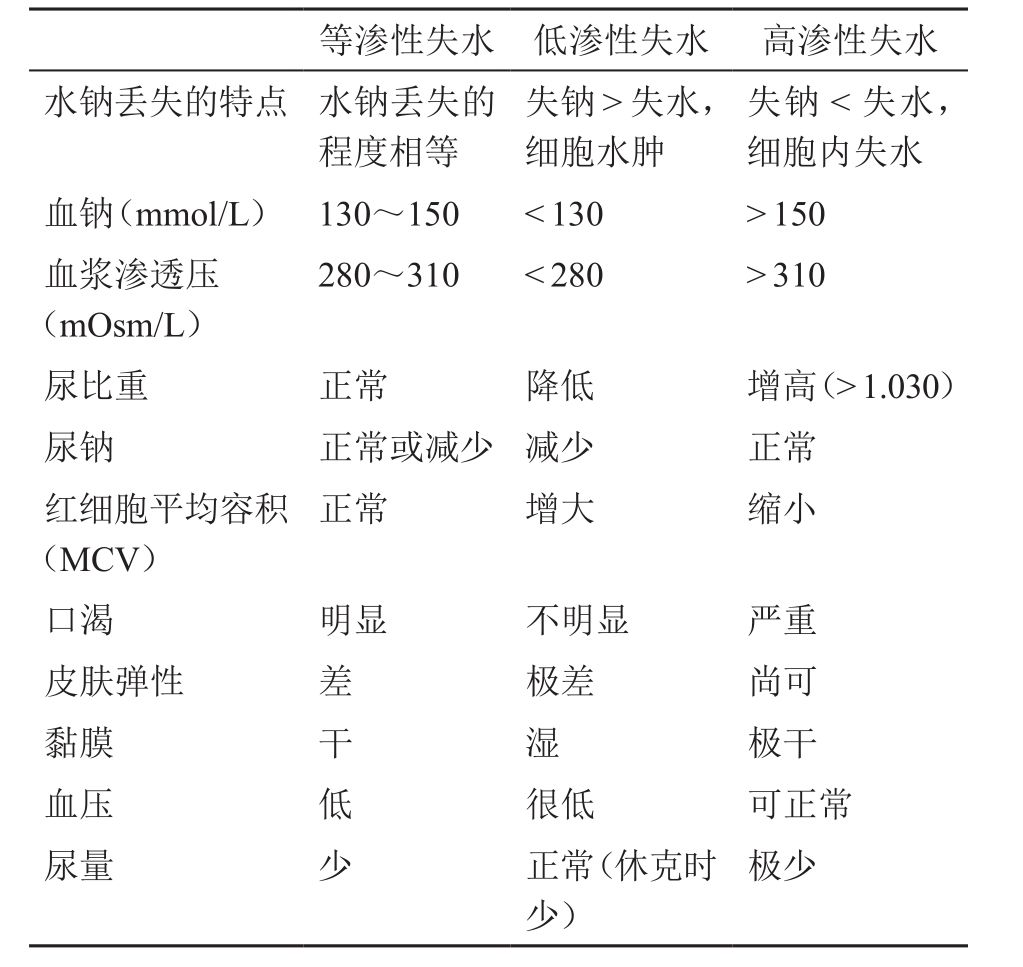 等渗性失水 低渗性失水 高渗性失水
水钠丢失的特点 水钠丢失的 失钠>失水， 失钠 < 失水，
程度相等 细胞水肿 细胞内失水
血钠（mmol/L） 130～150 <130 >150
血浆渗透压 280～310 <280 >310
（mOsm/L）
尿比重 正常 降低 增高（>1.030）
尿钠 正常或减少 减少 正常
红细胞平均容积 正常 增大 缩小
（MCV）
口渴 明显 不明显 严重
皮肤弹性 差 极差 尚可
黏膜 干 湿 极干
血压 低 很低 可正常
尿量 少 正常（休克时 极少
少）